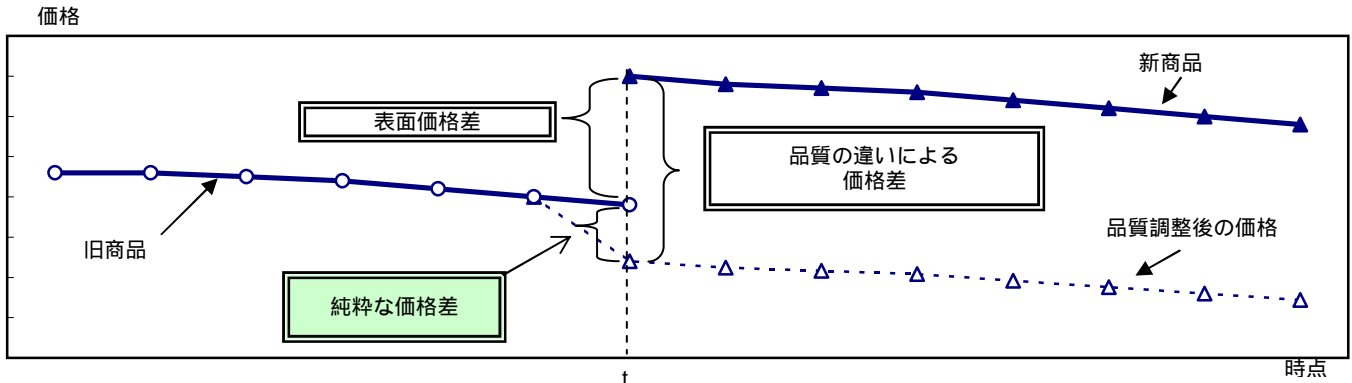 価格
新商品
表面価格差
品質の違いによる
価格差
旧商品
品質調整後の価格
純粋な価格差
時点
t